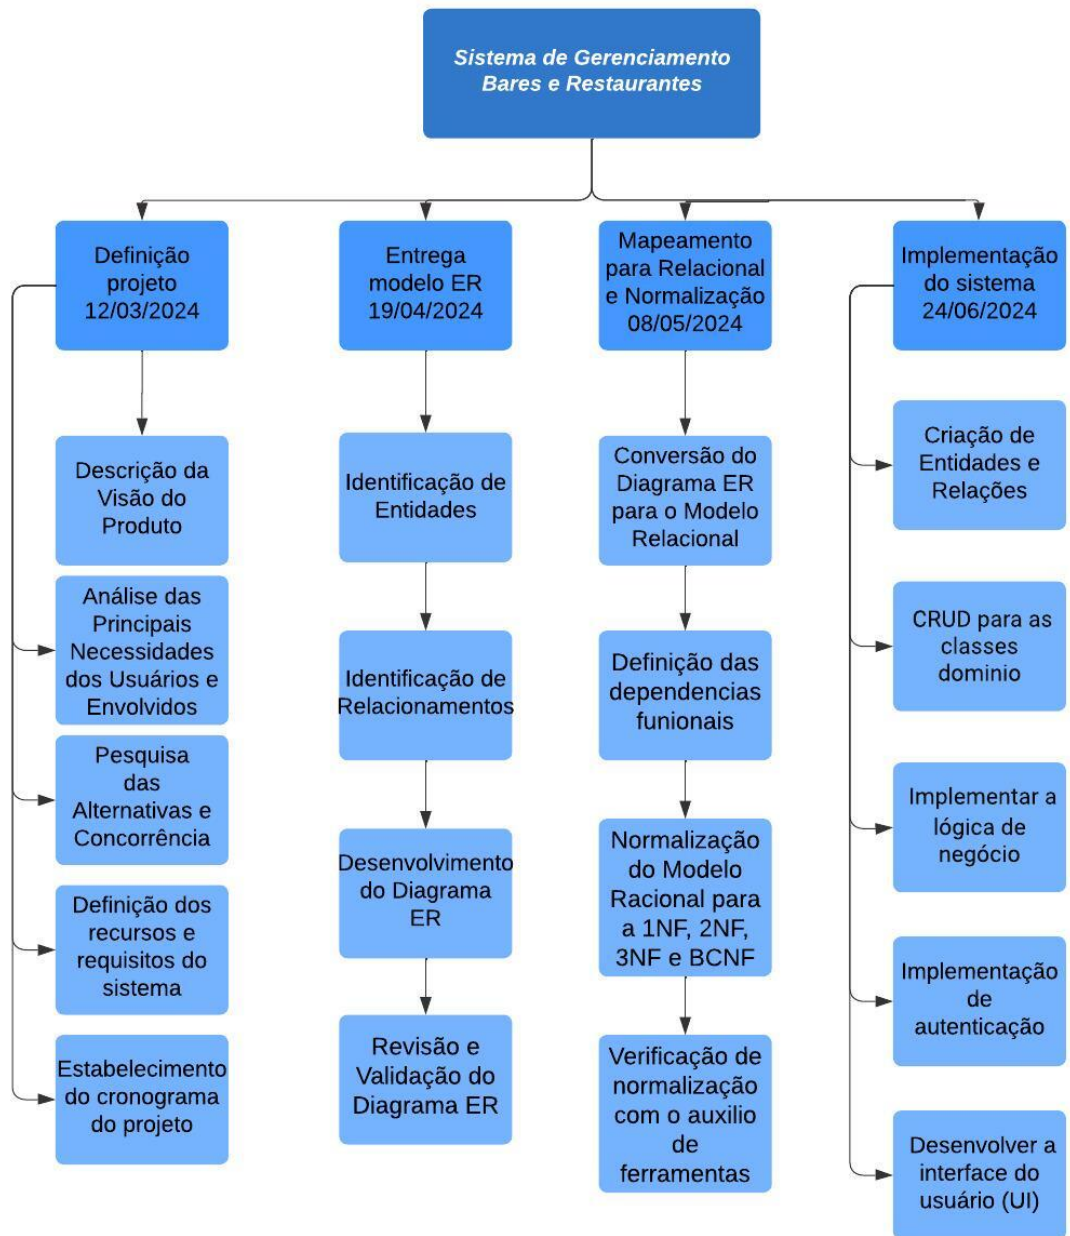 Sistema de Gerenciamento
Bares e Restaurantes
Definição
projeto
12/03/2024
Descrição da
Visão do
Produto
Análise das
Principais
Necessidades
dos Usuários e
Envolvidos
Pesquisa
das
Alternativas e
Concorrência
Definição dos
recursos e
requisitos do
sistema
Estabelecimento
do cronograma
do projeto
Entrega
modelo ER
19/04/2024
Identificação de
Entidades
Identificação de
Relacionamentos
Desenvolvimento
do Diagrama
ER
Revisão e
Validação do
Diagrama ER
Mapeamento
para Relacional
e Normalização
08/05/2024
Conversão do
Diagrama ER
para o Modelo
Relacional
Definição das
dependencias
funionais
Normalização
do Modelo
Racional para
a 1NF, 2NF,
3NF e BCNF
Verificação de
normalização
com o auxilio
de
ferramentas
Implementação
do sistema
24/06/2024
Criação de
Entidades e
Relações
CRUD para as
classes
dominio
Implementar a
lógica de
negócio
Implementação
de
autenticação
Desenvolver a
interface do
usuário (UI)